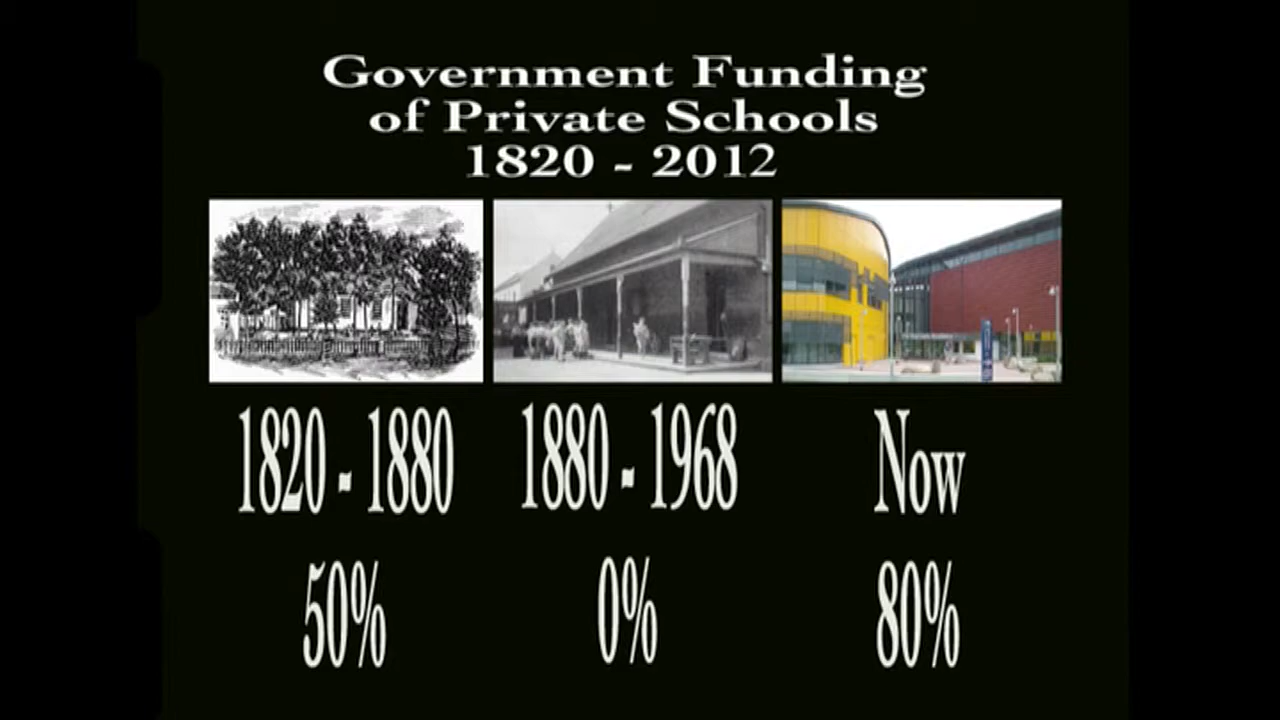 Government Funding
of Private Schools
1820 - 2012
1820 - 1880
1880 - 1968
Now
50%
0%
80%